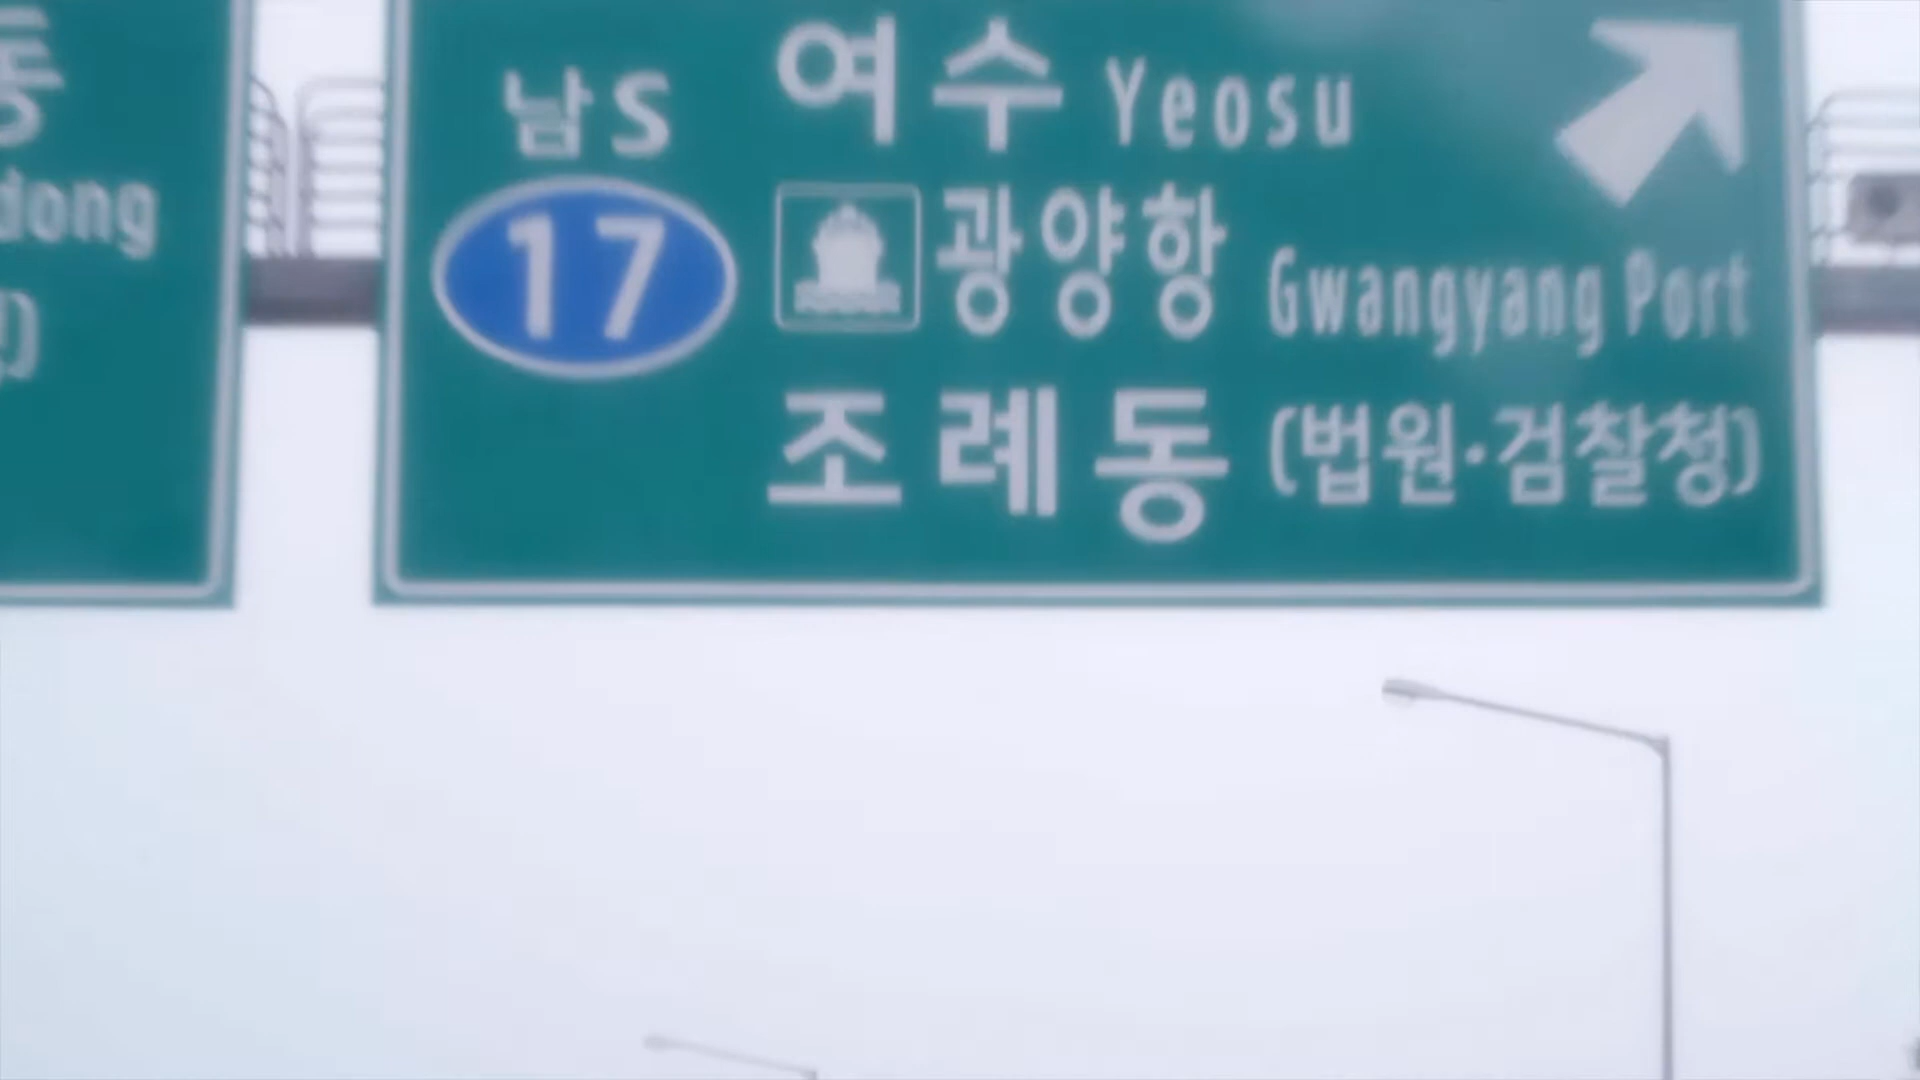 동
dong
남 S
17
여수 Yeosu
광양항 Gwangyang Port
조례동 (법원·검찰청)